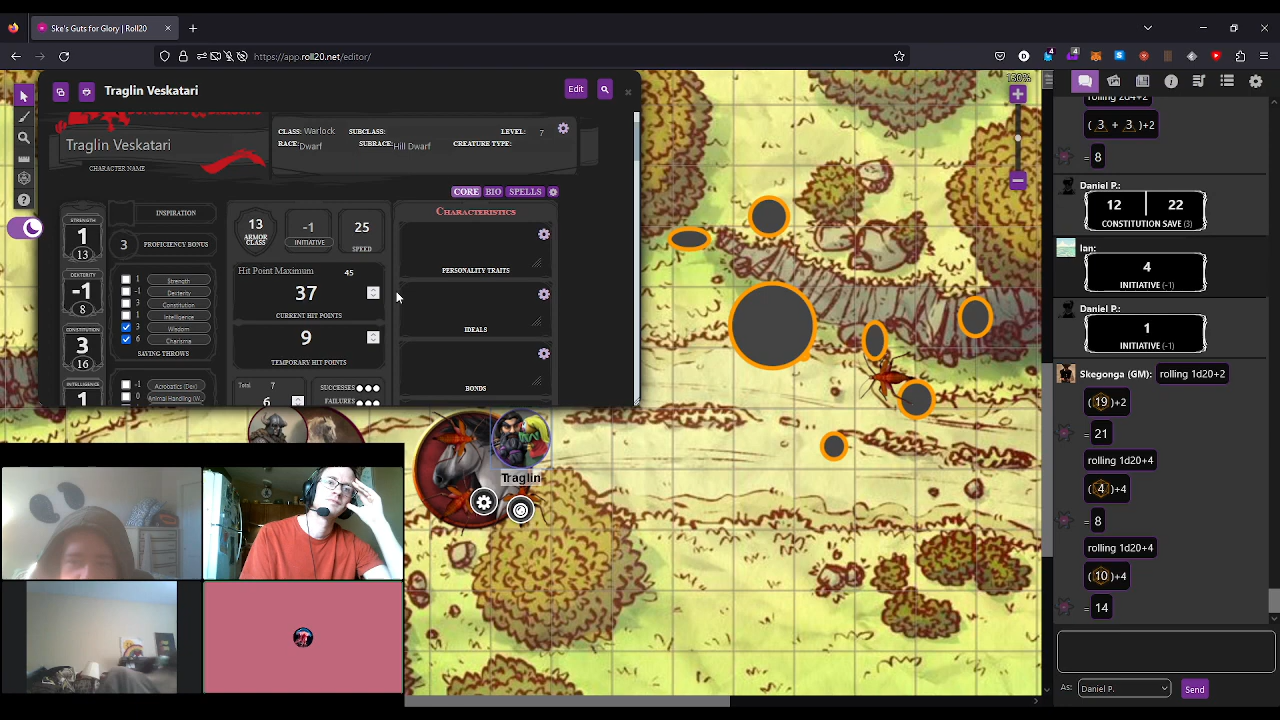 Ske's Guts for Glory | Roll20
https://app.roll20.net/editor/
Traglin Veskatari
Edit
Traglin Veskatari
CHARACTER NAME
CLASS: Warlock SUBCLASS: LEVEL: 7
RACE: Dwarf SUBRACE: Hill Dwarf CREATURE TYPE:
CORE BIO SPELLS
STRENGTH
1
13
DEXTERITY
-1
8
CONSTITUTION
3
16
INTELLIGENCE
1
INSPIRATION
3 PROFICIENCY BONUS
1 Strength
-1 Dexterity
3 Constitution
1 Intelligence
3 Wisdom
6 Charisma
SAVING THROWS
-1 Acrobatics (Dex)
0 Animal Handling (W...
13
ARMOR
CLASS
-1
INITIATIVE
25
SPEED
Hit Point Maximum 45
37
CURRENT HIT POINTS
9
TEMPORARY HIT POINTS
Total 7
6
SUCCESSES
FAILURES
CHARACTERISTICS
PERSONALITY TRAITS
IDEALS
BONDS
Traglin
rolling 2d4+2
(3 + 3)+2
= 8
Daniel P.:
12 22
CONSTITUTION SAVE (3)
Ian:
4
INITIATIVE (-1)
Daniel P.:
1
INITIATIVE (-1)
Skegonga (GM): rolling 1d20+2
(19)+2
= 21
rolling 1d20+4
(4)+4
= 8
rolling 1d20+4
(10)+4
= 14
As: Daniel P.
Send